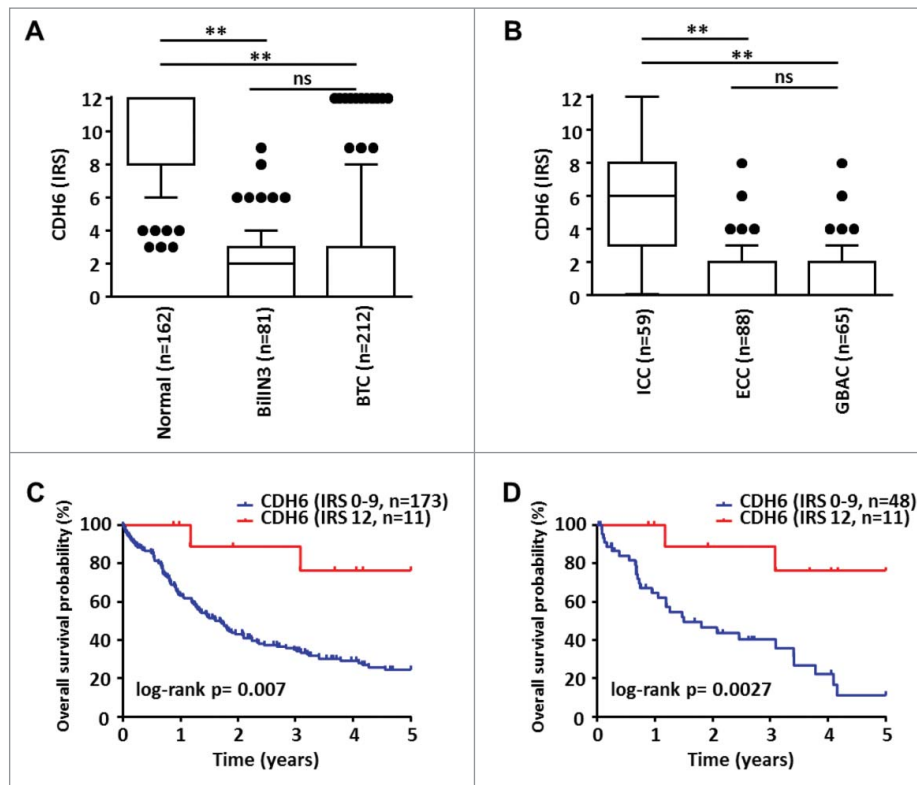 A
**
**
ns
CDH6 (IRS)
12
10
8
6
4
2
0
Normal (n=162)
BilIN3 (n=81)
BTC (n=212)
B
**
**
ns
CDH6 (IRS)
12
10
8
6
4
2
0
ICC (n=59)
ECC (n=88)
GBAC (n=65)
C
CDH6 (IRS 0-9, n=173)
CDH6 (IRS 12, n=11)
Overall survival probability (%)
100
80
60
40
20
0
log-rank p= 0.007
0 1 2 3 4 5
Time (years)
D
CDH6 (IRS 0-9, n=48)
CDH6 (IRS 12, n=11)
Overall survival probability (%)
100
80
60
40
20
0
log-rank p= 0.0027
0 1 2 3 4 5
Time (years)